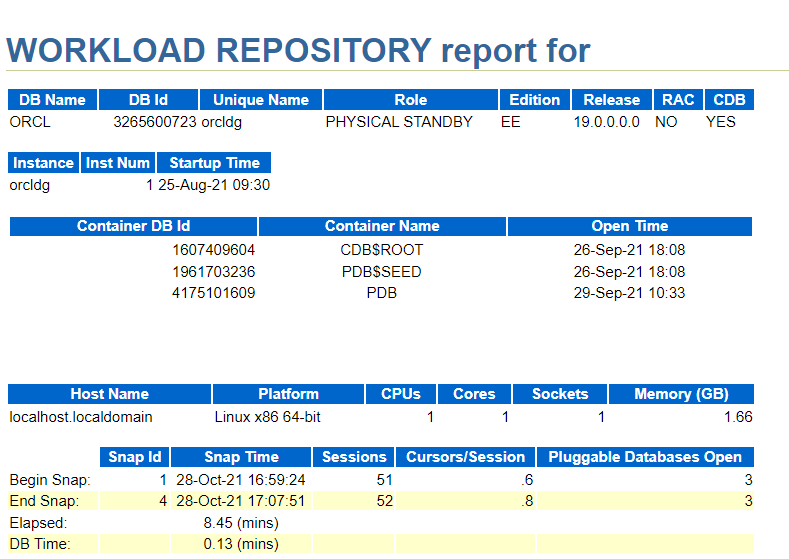 WORKLOAD REPOSITORY report for
DB Name DB Id Unique Name Role Edition Release RAC CDB
ORCL 3265600723 orcldg PHYSICAL STANDBY EE 19.0.0.0.0 NO YES
Instance Inst Num Startup Time
orcldg 1 25-Aug-21 09:30
Container DB Id Container Name Open Time
1607409604 CDB$ROOT 26-Sep-21 18:08
1961703236 PDB$SEED 26-Sep-21 18:08
4175101609 PDB 29-Sep-21 10:33
Host Name Platform CPUs Cores Sockets Memory (GB)
localhost.localdomain Linux x86 64-bit 1 1 1 1.66
Snap Id Snap Time Sessions Cursors/Session Pluggable Databases Open
Begin Snap: 1 28-Oct-21 16:59:24 51 .6 3
End Snap: 4 28-Oct-21 17:07:51 52 .8 3
Elapsed: 8.45 (mins)
DB Time: 0.13 (mins)